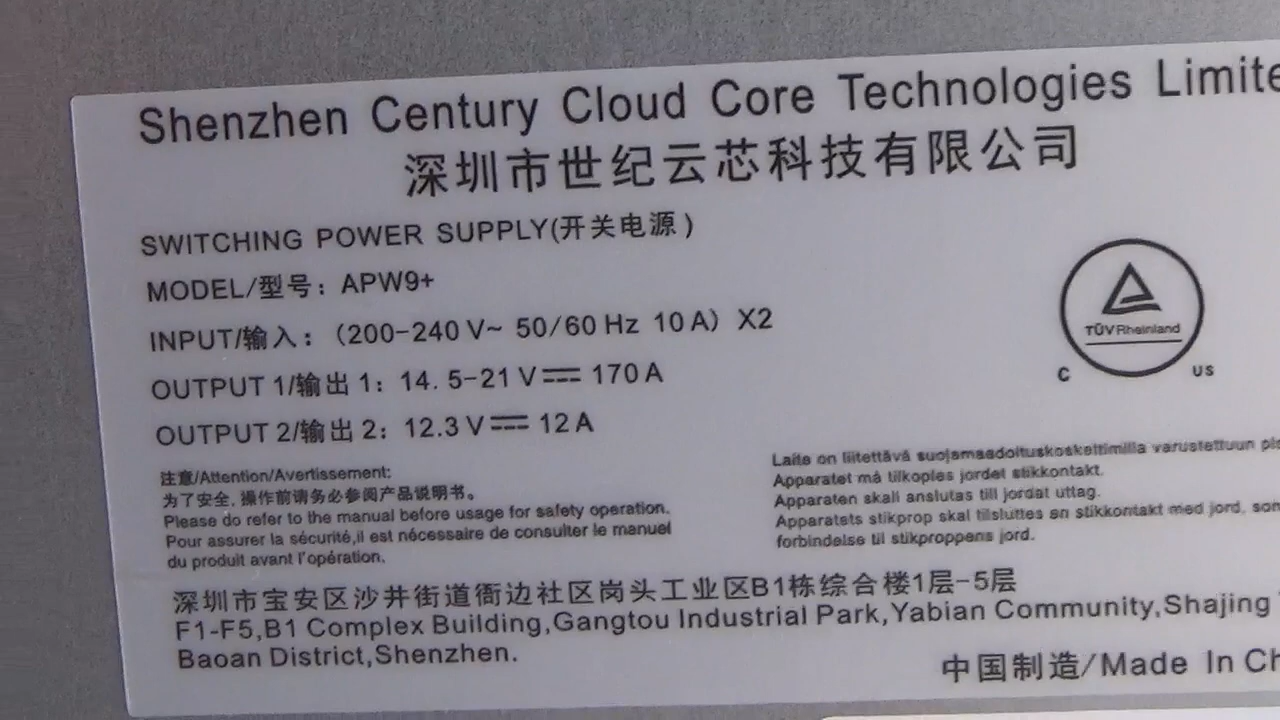 Shenzhen Century Cloud Core Technologies Limite
深圳市世纪云芯科技有限公司
SWITCHING POWER SUPPLY(开关电源)
MODEL/型号: APW9+
INPUT/输入: (200-240 V~ 50/60 Hz 10 A) X2
OUTPUT 1/输出 1: 14. 5-21 V⎓ 170 A
OUTPUT 2/输出 2: 12.3 V⎓ 12 A
TÜVRheinland
C US
注意/Attention/Avertissement:
为了安全, 操作前请务必参阅产品说明书。
Please do refer to the manual before usage for safety operation.
Pour assurer la sécurité,il est nécessaire de consulter le manuel
du produit avant l'opération.
Laite on liitettävä suojamaadoituskoskettimilla varustettuun
Apparatet må tilkoples jordet stikkontakt.
Apparaten skall anslutas till jordat uttag.
Apparatets stikprop skal tilsluttes en stikkontakt med jord, som
forbindelse til stikproppens jord.
深圳市宝安区沙井街道衙边社区岗头工业区B1栋综合楼1层-5层
F1-F5,B1 Complex Building,Gangtou Industrial Park,Yabian Community,Shajing
Baoan District,Shenzhen.
中国制造/Made In Ch